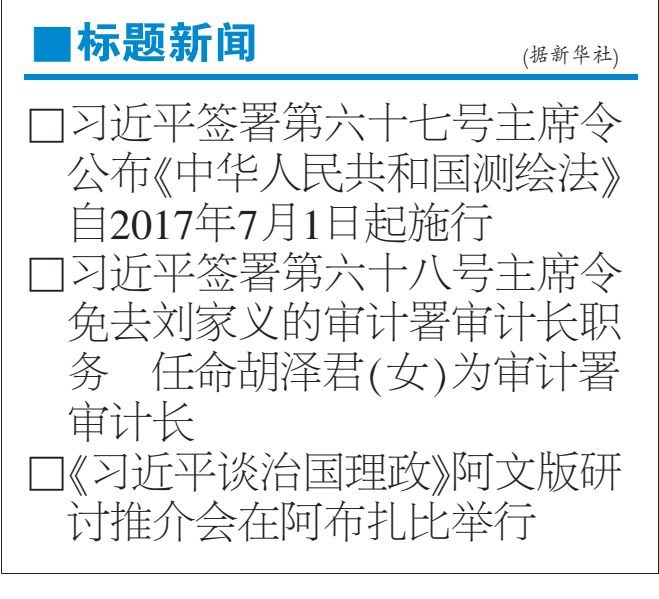 ■标题新闻
(据新华社)
□习近平签署第六十七号主席令
公布《中华人民共和国测绘法》
自2017年7月1日起施行
□习近平签署第六十八号主席令
免去刘家义的审计署审计长职
务　任命胡泽君(女)为审计署
审计长
□《习近平谈治国理政》阿文版研
讨推介会在阿布扎比举行